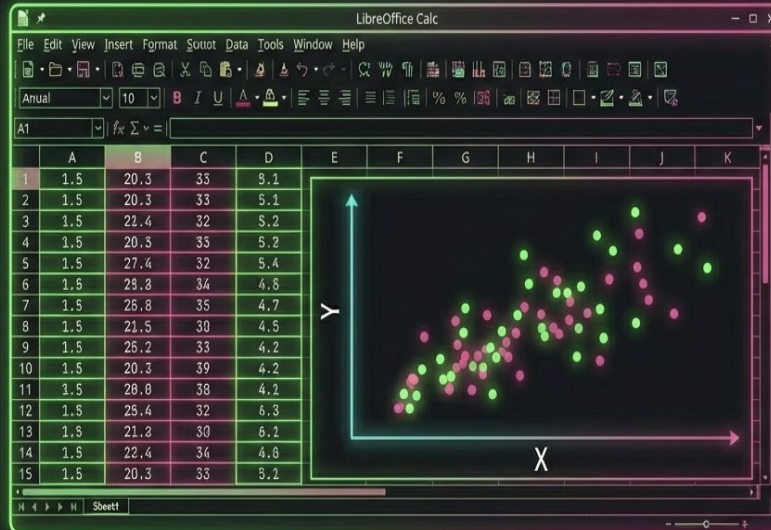 LibreOffice Calc
File Edit View Insert Format Sutiot Data Tools Window Help
Anual 10 B I U A % %
A1 fx Σ =
A B C D E F G H I J K
1 1.5 20.3 33 5.1
2 1.5 20.3 33 5.1
3 1.5 22.4 32 5.2
4 1.5 20.3 33 5.2
5 1.5 27.4 32 5.4
6 1.5 34 4.8
7 1.5 35 4.7
8 1.5 21.5 30 4.5
9 1.5 25.2 33 4.2
10 1.5 20.3 39 4.2
11 1.5 38 4.2
12 1.5 25.4 32 6.3
13 1.5 30 6.2
14 1.5 22.4 34 4.8
15 1.5 20.3 33 5.2
Y
X
Sbeet1